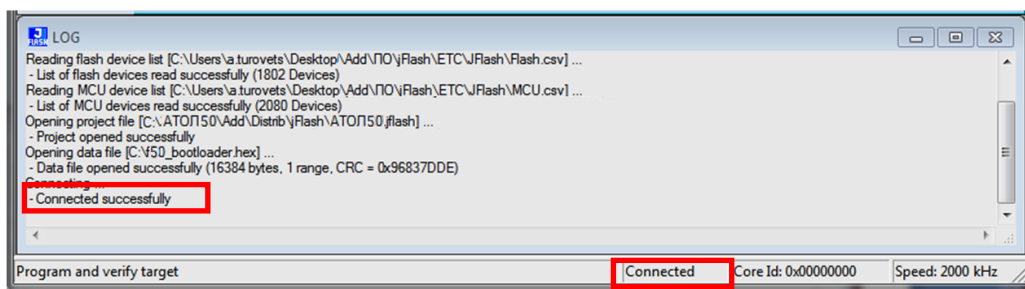 J
FLASH
LOG
Reading flash device list [C:\Users\a.turovets\Desktop\Add\ПО\jFlash\ETC\JFlash\Flash.csv] ...
- List of flash devices read successfully (1802 Devices)
Reading MCU device list [C:\Users\a.turovets\Desktop\Add\ПО\jFlash\ETC\JFlash\MCU.csv] ...
- List of MCU devices read successfully (2080 Devices)
Opening project file [C:\АТОЛ50\Add\Distrib\jFlash\АТОЛ50.jflash] ...
- Project opened successfully
Opening data file [C:\f50_bootloader.hex] ...
- Data file opened successfully (16384 bytes, 1 range, CRC = 0x96837DDE)
Connecting ...
- Connected successfully
Program and verify target
Connected
Core Id: 0x00000000
Speed: 2000 kHz